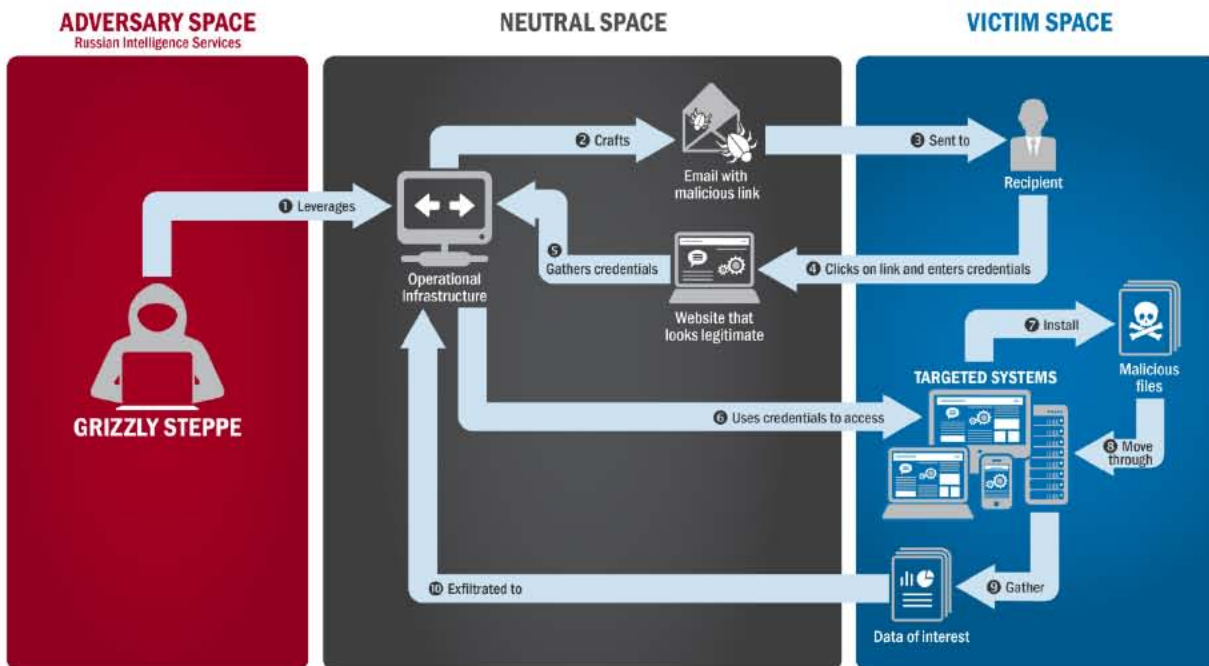 ADVERSARY SPACE
Russian Intelligence Services
NEUTRAL SPACE
VICTIM SPACE
❶ Leverages
GRIZZLY STEPPE
Operational
Infrastructure
❷ Crafts
Email with
malicious link
❸ Sent to
Recipient
❹ Clicks on link and enters credentials
Website that
looks legitimate
❺
Gathers credentials
❻ Uses credentials to access
TARGETED SYSTEMS
❼ Install
Malicious
files
❽ Move
through
❾ Gather
Data of interest
❿ Exfiltrated to